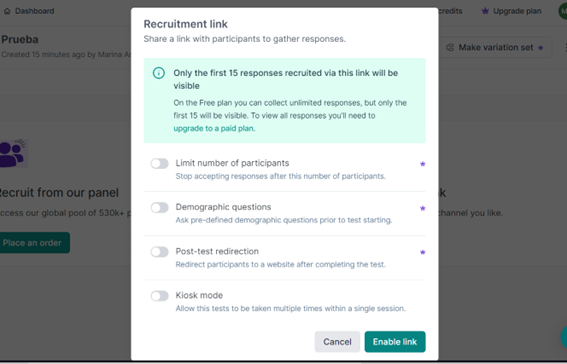 Dashboard
credits
Upgrade plan
Prueba
Created 15 minutes ago by Marina
Make variation set
Recruitment link
Share a link with participants to gather responses.
Only the first 15 responses recruited via this link will be
visible
On the Free plan you can collect unlimited responses, but only the
first 15 will be visible. To view all responses you'll need to
upgrade to a paid plan.
Limit number of participants
Stop accepting responses after this number of participants.
Demographic questions
Ask pre-defined demographic questions prior to test starting.
Post-test redirection
Redirect participants to a website after completing the test.
Kiosk mode
Allow this tests to be taken multiple times within a single session.
Cancel
Enable link
ecruit from our panel
ccess our global pool of 530k+
Place an order
k
channel you like.